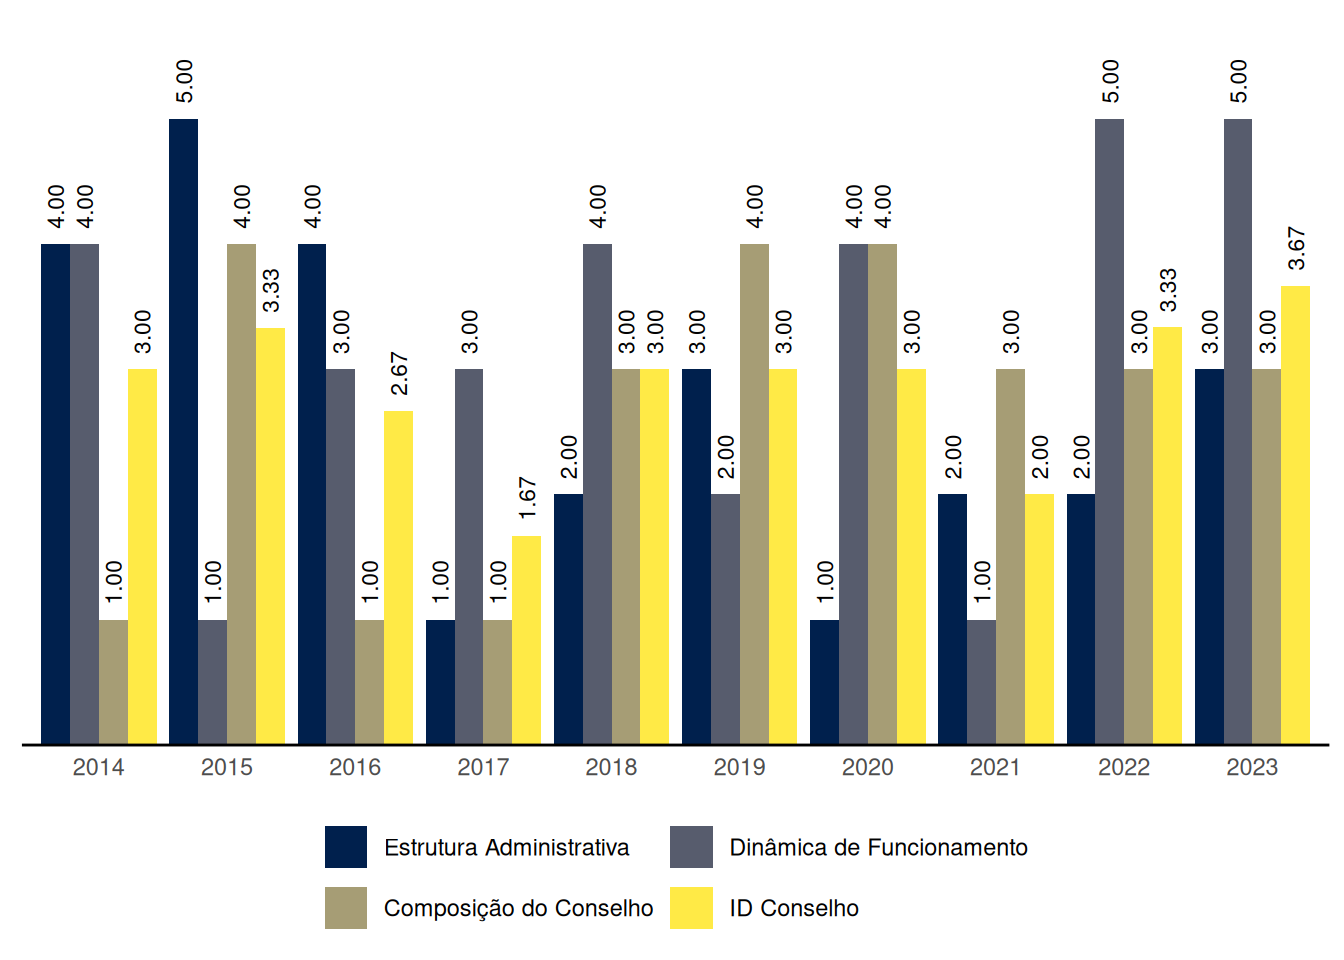 4.00 4.00 1.00 3.00
5.00 1.00 4.00 3.33
4.00 3.00 1.00 2.67
1.00 3.00 1.00 1.67
2.00 4.00 3.00 3.00
3.00 2.00 4.00 3.00
1.00 4.00 4.00 3.00
2.00 1.00 3.00 2.00
2.00 5.00 3.00 3.33
3.00 5.00 3.00 3.67
2014 2015 2016 2017 2018 2019 2020 2021 2022 2023
Estrutura Administrativa Dinâmica de Funcionamento
Composição do Conselho ID Conselho